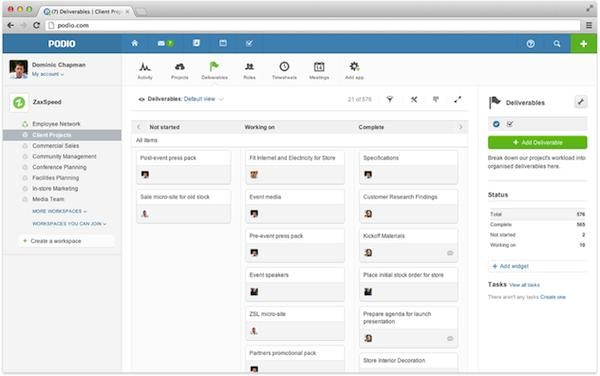 (7) Deliverables | Client Proje
podio.com
PODIO
7
Dominic Chapman
My account
Activity
Projects
Deliverables
Roles
Timesheets
14
Meetings
Add app
ZaxSpeed
Employee Network
Client Projects
Commercial Sales
Community Management
Conference Planning
Facilities Planning
In-store Marketing
Media Team
MORE WORKSPACES
WORKSPACES YOU CAN JOIN
+ Create a workspace
Deliverables: Default view
21 of 576
Not started
Working on
Complete
All items
Post-event press pack
Sale micro-site for old stock
Fit Internet and Electricity for Store
Event media
Pre-event press pack
Event speakers
ZSL micro-site
Partners promotional pack
Specifications
Customer Research Findings
Kickoff Materials
Place initial stock order for store
Prepare agenda for launch
presentation
Store Interior Decoration
Deliverables
+ Add Deliverable
Break down our project's workload into
organised deliverables here.
Status
Total 576
Complete 565
Not started 2
Working on 10
+ Add widget
Tasks View all tasks
There aren't any tasks Create one